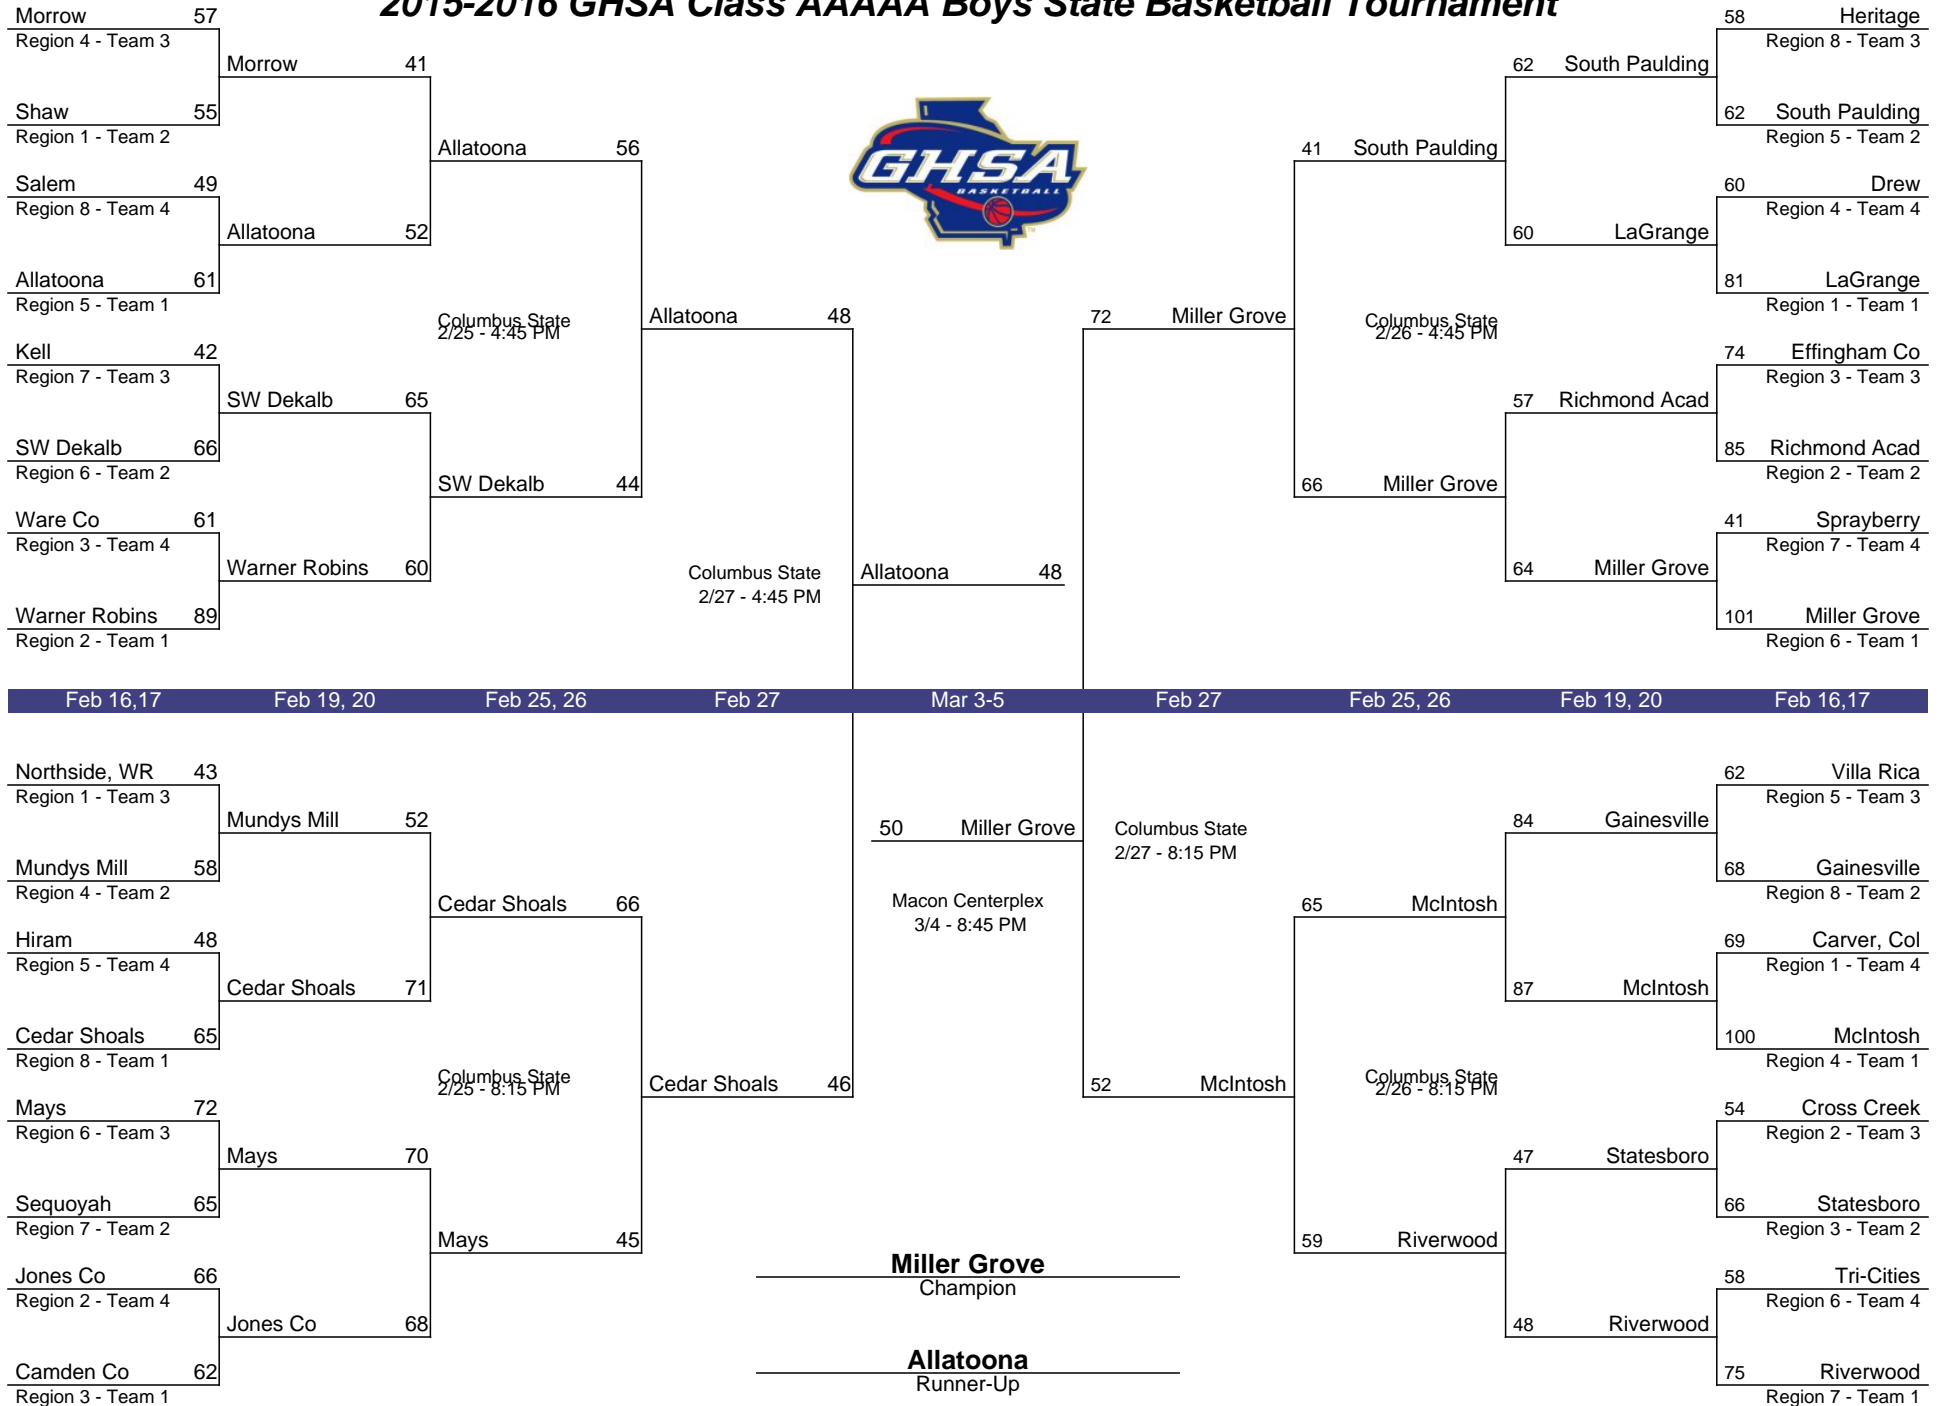 2015-2016 GHSA Class AAAAA Boys State Basketball Tournament
Morrow 57
Region 4 - Team 3
Shaw 55
Region 1 - Team 2
Salem 49
Region 8 - Team 4
Allatoona 61
Region 5 - Team 1
Kell 42
Region 7 - Team 3
SW Dekalb 66
Region 6 - Team 2
Ware Co 61
Region 3 - Team 4
Warner Robins 89
Region 2 - Team 1
Morrow 41
Allatoona 52
SW Dekalb 65
Warner Robins 60
Allatoona 56
Columbus State
2/25 - 4:45 PM
SW Dekalb 44
Allatoona 48
Columbus State
2/27 - 4:45 PM
Allatoona 48
GHSA
BASKETBALL
TM
72 Miller Grove
41 South Paulding
Columbus State
2/26 - 4:45 PM
66 Miller Grove
62 South Paulding
60 LaGrange
57 Richmond Acad
64 Miller Grove
58 Heritage
Region 8 - Team 3
62 South Paulding
Region 5 - Team 2
60 Drew
Region 4 - Team 4
81 LaGrange
Region 1 - Team 1
74 Effingham Co
Region 3 - Team 3
85 Richmond Acad
Region 2 - Team 2
41 Sprayberry
Region 7 - Team 4
101 Miller Grove
Region 6 - Team 1
Feb 16,17 Feb 19, 20 Feb 25, 26 Feb 27 Mar 3-5 Feb 27 Feb 25, 26 Feb 19, 20 Feb 16,17
Northside, WR 43
Region 1 - Team 3
Mundys Mill 58
Region 4 - Team 2
Hiram 48
Region 5 - Team 4
Cedar Shoals 65
Region 8 - Team 1
Mays 72
Region 6 - Team 3
Sequoyah 65
Region 7 - Team 2
Jones Co 66
Region 2 - Team 4
Camden Co 62
Region 3 - Team 1
Mundys Mill 52
Cedar Shoals 71
Mays 70
Jones Co 68
Cedar Shoals 66
Columbus State
2/25 - 8:15 PM
Mays 45
Cedar Shoals 46
50 Miller Grove
Macon Centerplex
3/4 - 8:45 PM
Columbus State
2/27 - 8:15 PM
52 McIntosh
65 McIntosh
Columbus State
2/26 - 8:15 PM
59 Riverwood
84 Gainesville
87 McIntosh
47 Statesboro
48 Riverwood
62 Villa Rica
Region 5 - Team 3
68 Gainesville
Region 8 - Team 2
69 Carver, Col
Region 1 - Team 4
100 McIntosh
Region 4 - Team 1
54 Cross Creek
Region 2 - Team 3
66 Statesboro
Region 3 - Team 2
58 Tri-Cities
Region 6 - Team 4
75 Riverwood
Region 7 - Team 1
Miller Grove
Champion
Allatoona
Runner-Up